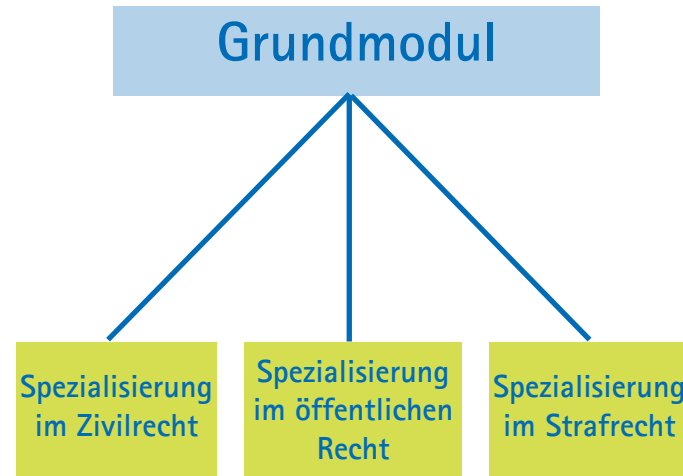 Grundmodul
Spezialisierung
im Zivilrecht
Spezialisierung
im öffentlichen
Recht
Spezialisierung
im Strafrecht